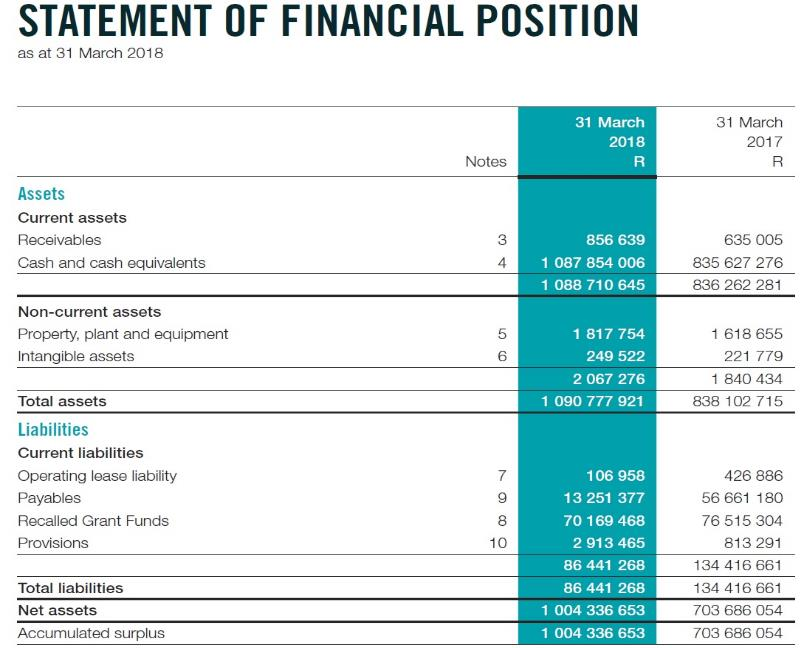 STATEMENT OF FINANCIAL POSITION
as at 31 March 2018
31 March 31 March
2018 2017
Notes R R
Assets
Current assets
Receivables 3 856 639 635 005
Cash and cash equivalents 4 1 087 854 006 835 627 276
1 088 710 645 836 262 281
Non-current assets
Property, plant and equipment 5 1 817 754 1 618 655
Intangible assets 6 249 522 221 779
2 067 276 1 840 434
Total assets 1 090 777 921 838 102 715
Liabilities
Current liabilities
Operating lease liability 7 106 958 426 886
Payables 9 13 251 377 56 661 180
Recalled Grant Funds 8 70 169 468 76 515 304
Provisions 10 2 913 465 813 291
86 441 268 134 416 661
Total liabilities 86 441 268 134 416 661
Net assets 1 004 336 653 703 686 054
Accumulated surplus 1 004 336 653 703 686 054